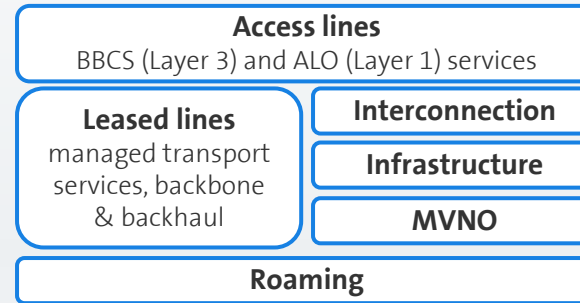 Access lines
BBCS (Layer 3) and ALO (Layer 1) services
Leased lines
managed transport
services, backbone
& backhaul
Interconnection
Infrastructure
MVNO
Roaming